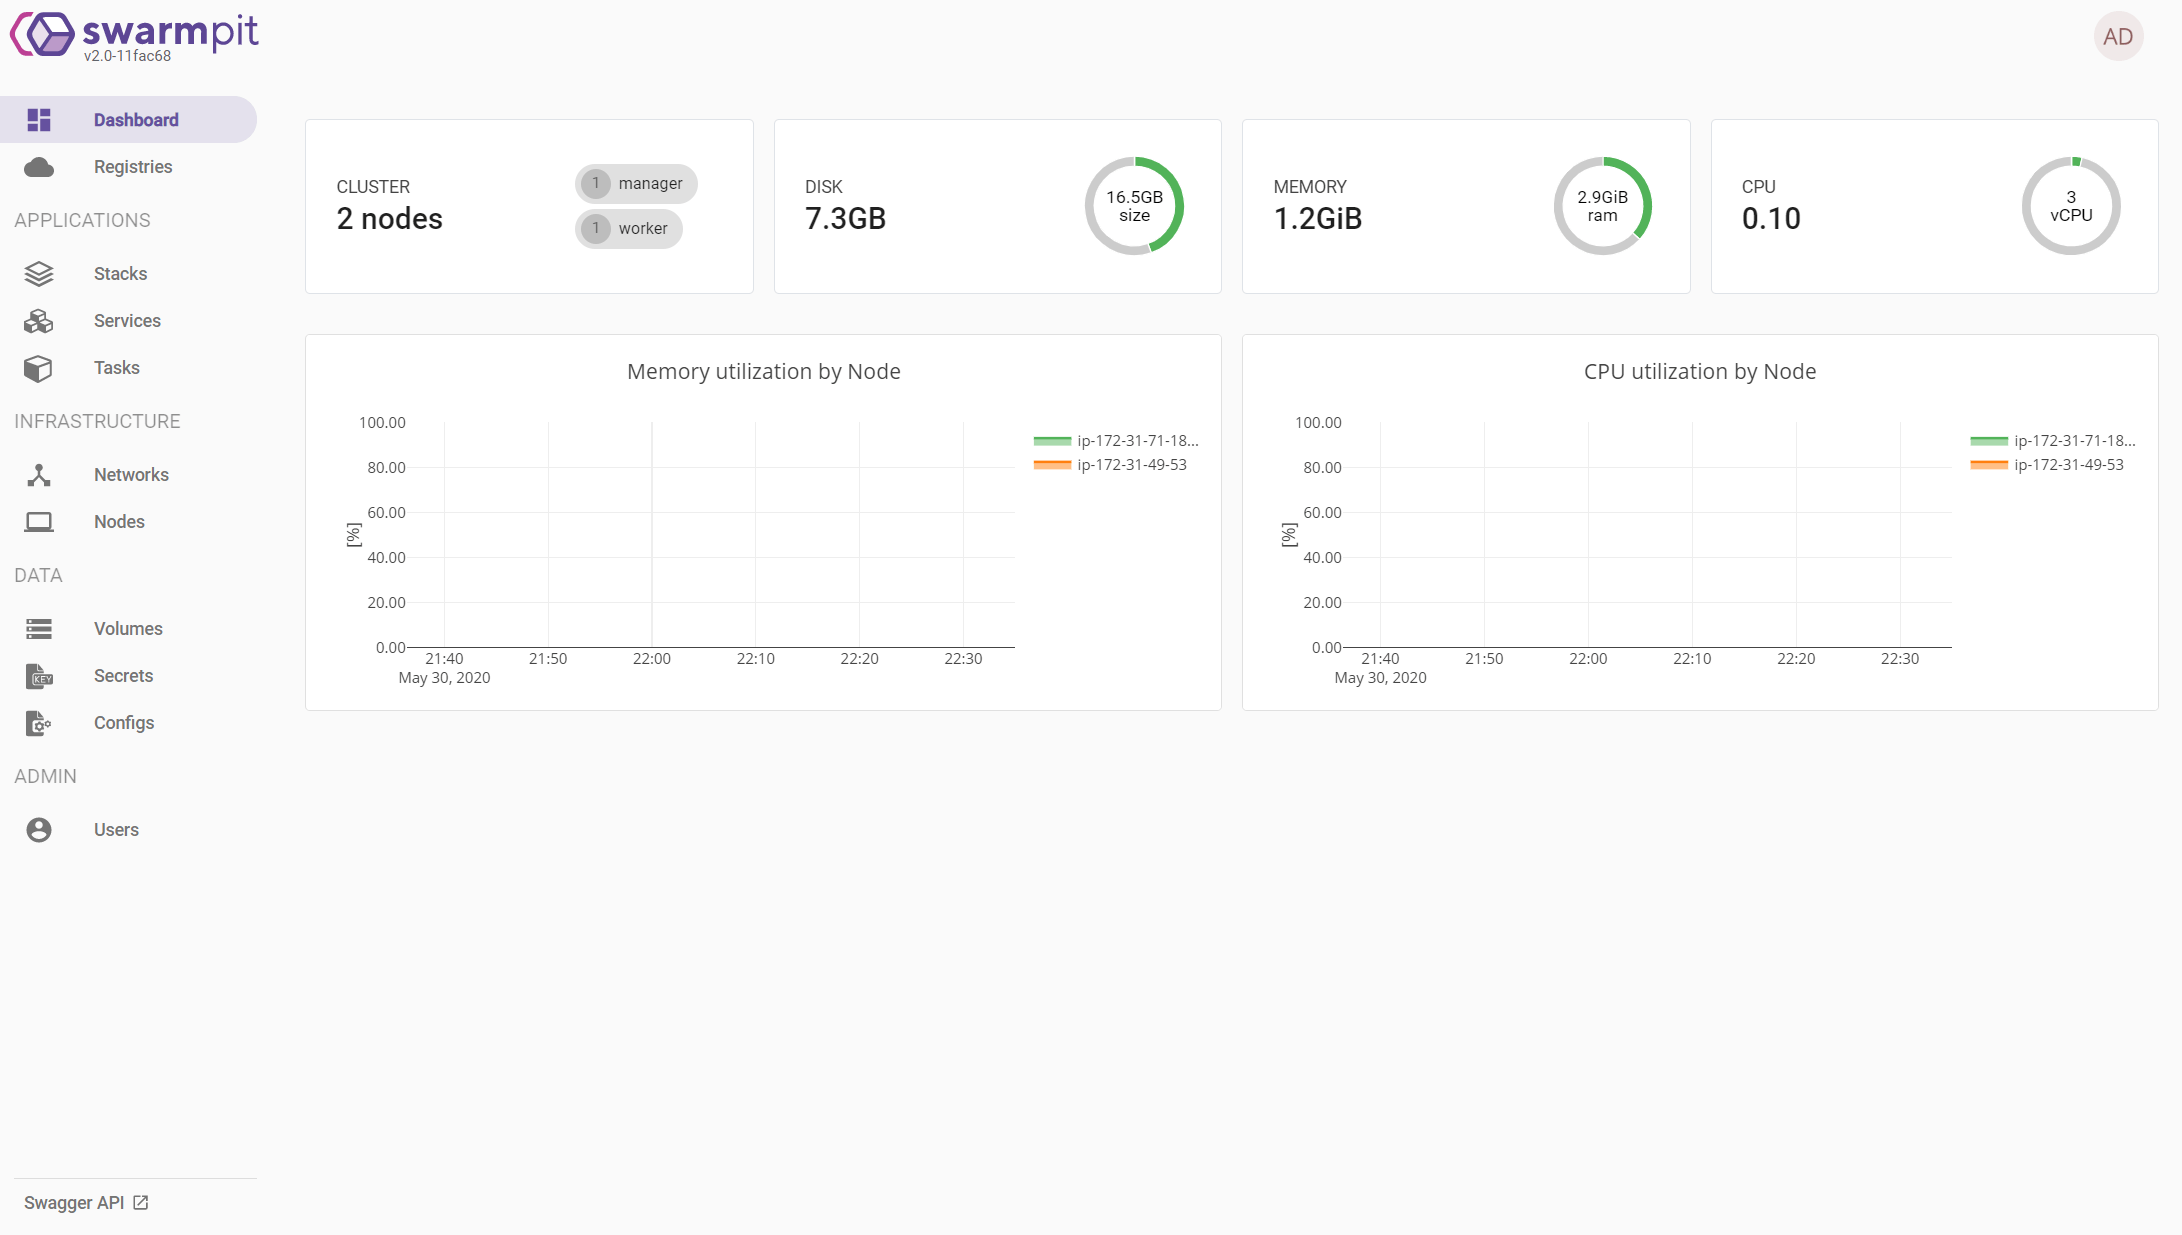 swarmpit
v2.0-11fac68
AD
Dashboard
Registries
APPLICATIONS
Stacks
Services
Tasks
INFRASTRUCTURE
Networks
Nodes
DATA
Volumes
KEY
Secrets
Configs
ADMIN
Users
Swagger API
CLUSTER
2 nodes
1 manager
1 worker
DISK
7.3GB
16.5GB
size
MEMORY
1.2GiB
2.9GiB
ram
CPU
0.10
3
vCPU
Memory utilization by Node
[%]
100.00
80.00
60.00
40.00
20.00
0.00
21:40 21:50 22:00 22:10 22:20 22:30
May 30, 2020
ip-172-31-71-18...
ip-172-31-49-53
CPU utilization by Node
[%]
100.00
80.00
60.00
40.00
20.00
0.00
21:40 21:50 22:00 22:10 22:20 22:30
May 30, 2020
ip-172-31-71-18...
ip-172-31-49-53